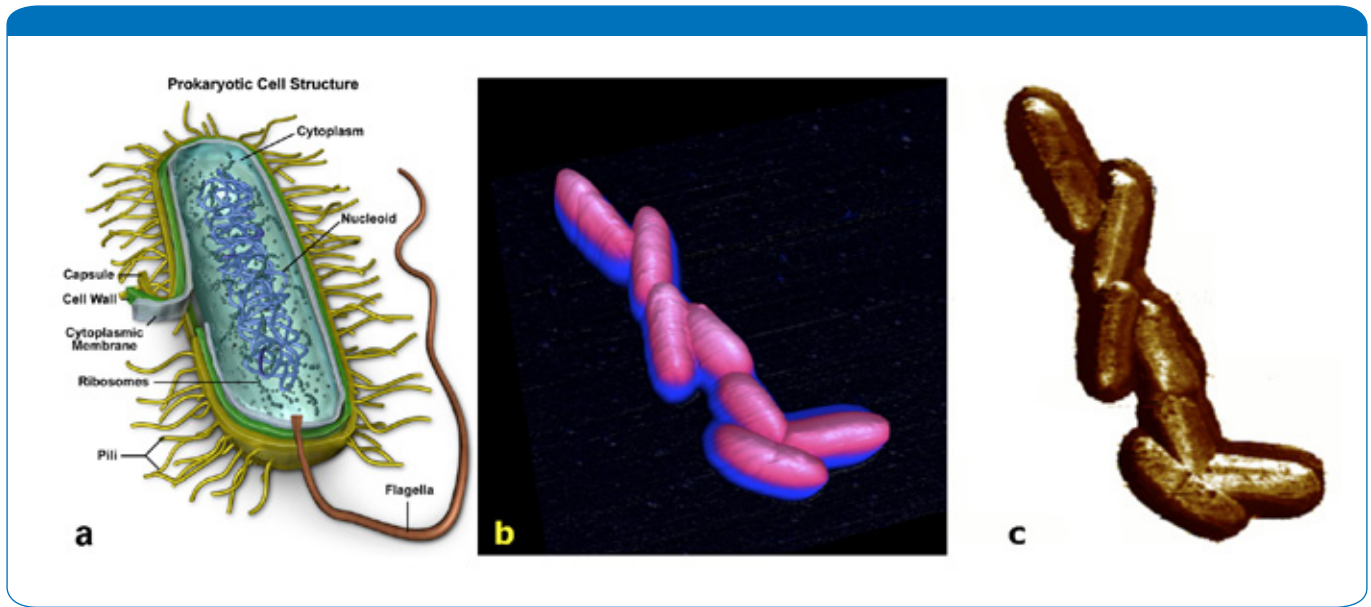 Prokaryotic Cell Structure
Cytoplasm
Nucleoid
Capsule
Cell Wall
Cytoplasmic
Membrane
Ribosomes
Pili
Flagella
a
b
c